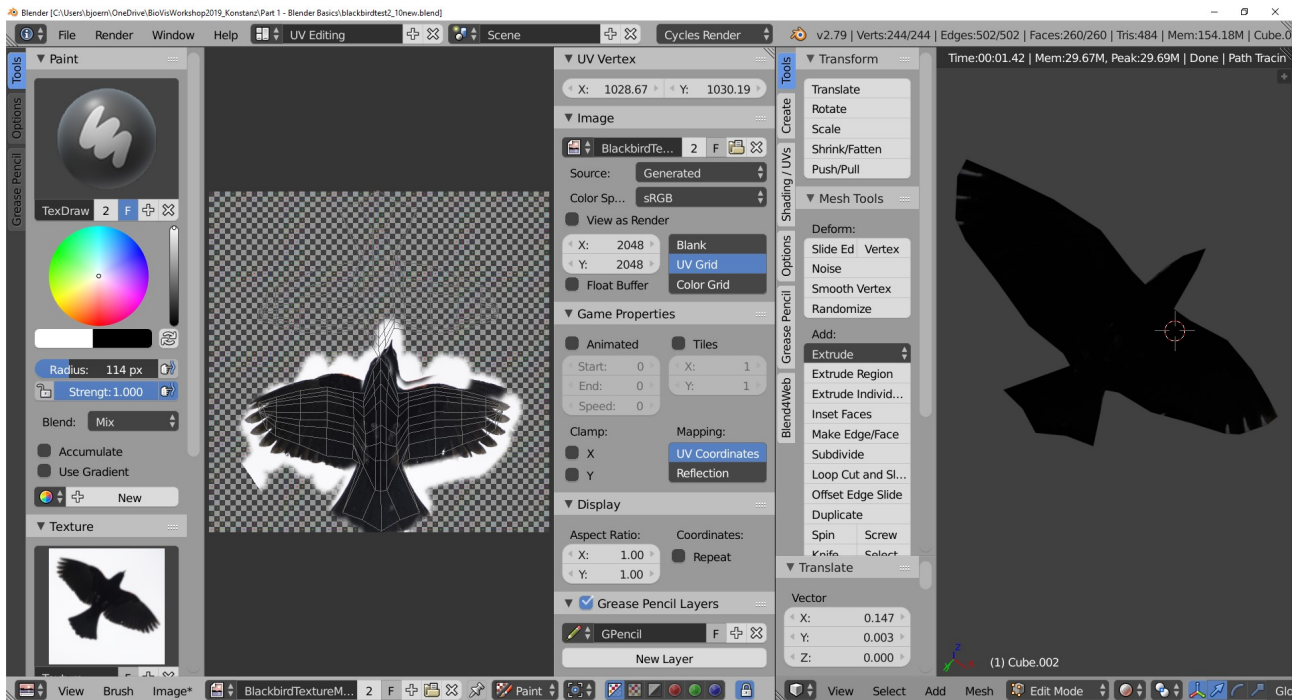 Blender [C:\Users\bjoern\OneDrive\BioVisWorkshop2019_Konstanz\Part 1 - Blender Basics\blackbirdtest2_10new.blend]
File Render Window Help UV Editing Scene Cycles Render v2.79 | Verts:244/244 | Edges:502/502 | Faces:260/260 | Tris:484 | Mem:154.18M | Cube.0
Tools
Options
Grease Pencil
Paint
TexDraw 2 F
Radius: 114 px
Strengt: 1.000
Blend: Mix
Accumulate
Use Gradient
New
Texture
UV Vertex
X: 1028.67 Y: 1030.19
Image
BlackbirdTe... 2 F
Source: Generated
Color Sp... sRGB
View as Render
X: 2048 Blank
Y: 2048 UV Grid
Float Buffer Color Grid
Game Properties
Animated Tiles
Start: 0 X: 1
End: 0 Y: 1
Speed: 0
Clamp: Mapping:
X UV Coordinates
Y Reflection
Display
Aspect Ratio: Coordinates:
X: 1.00 Repeat
Y: 1.00
Grease Pencil Layers
GPencil F
New Layer
Tools
Create
Shading / UVs
Options
Grease Pencil
Blend4Web
Transform
Translate
Rotate
Scale
Shrink/Fatten
Push/Pull
Mesh Tools
Deform:
Slide Ed Vertex
Noise
Smooth Vertex
Randomize
Add:
Extrude
Extrude Region
Extrude Individ...
Inset Faces
Make Edge/Face
Subdivide
Loop Cut and Sl...
Offset Edge Slide
Duplicate
Spin Screw
Knife Select
Translate
Vector
X: 0.147
Y: 0.003
Z: 0.000
Time:00:01.42 | Mem:29.67M, Peak:29.69M | Done | Path Tracin
z
(1) Cube.002
View Brush Image* BlackbirdTextureM... 2 F Paint
View Select Add Mesh Edit Mode Glo